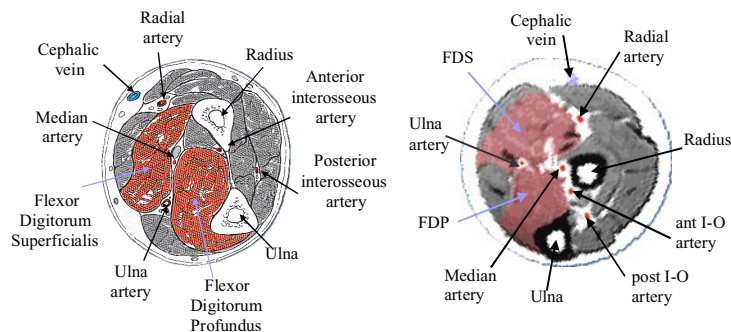 Radial
artery
Cephalic
vein
Radius
Anterior
interosseous
artery
Median
artery
Posterior
interosseous
artery
Flexor
Digitorum
Superficialis
Ulna
artery
Flexor
Digitorum
Profundus
Ulna
Cephalic
vein
FDS
Radial
artery
Ulna
artery
Radius
FDP
ant I-O
artery
Median
artery
Ulna
post I-O
artery